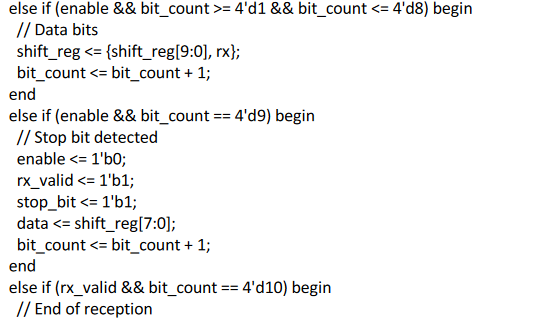 else if (enable && bit_count >= 4'd1 && bit_count <= 4'd8) begin
// Data bits
shift_reg <= {shift_reg[9:0], rx};
bit_count <= bit_count + 1;
end
else if (enable && bit_count == 4'd9) begin
// Stop bit detected
enable <= 1'b0;
rx_valid <= 1'b1;
stop_bit <= 1'b1;
data <= shift_reg[7:0];
bit_count <= bit_count + 1;
end
else if (rx_valid && bit_count == 4'd10) begin
// End of reception